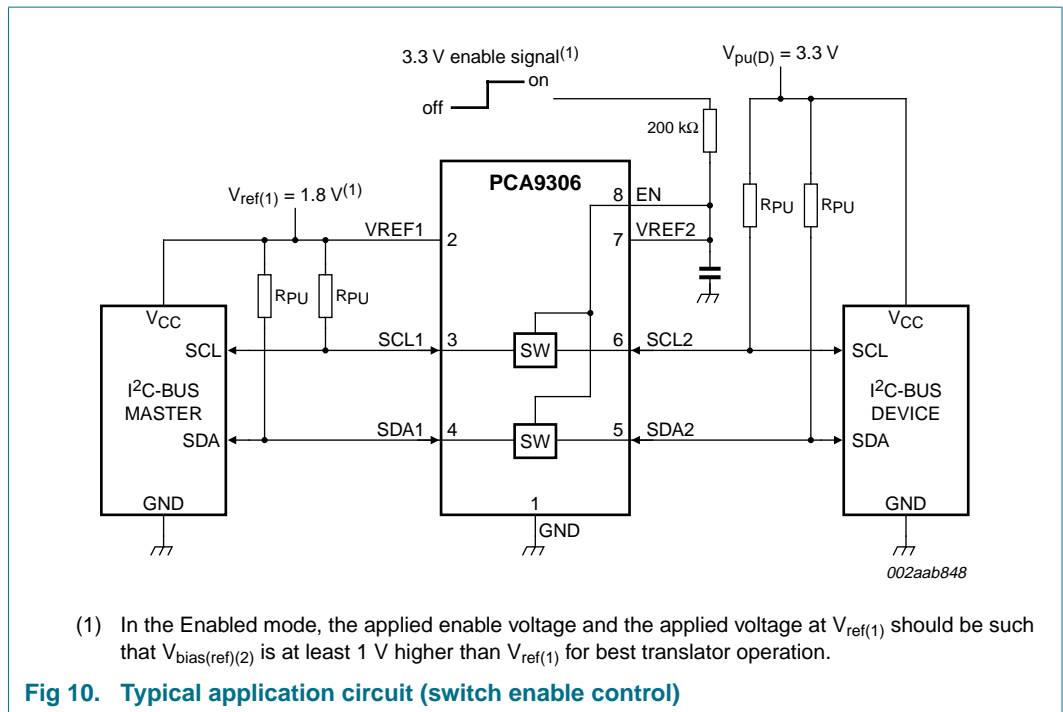 Vpu(D) = 3.3 V
3.3 V enable signal(1)
on
off
200 kΩ
PCA9306
Vref(1) = 1.8 V(1)
8 EN
RPU RPU
VREF1 2
7 VREF2
RPU RPU
VCC
VCC
SCL
SCL1 3
SW
6 SCL2
SCL
I2C-BUS
MASTER
I2C-BUS
DEVICE
SDA
SDA1 4
SW
5 SDA2
SDA
GND
1
GND
GND
002aab848
(1) In the Enabled mode, the applied enable voltage and the applied voltage at Vref(1) should be such
that Vbias(ref)(2) is at least 1 V higher than Vref(1) for best translator operation.
Fig 10. Typical application circuit (switch enable control)